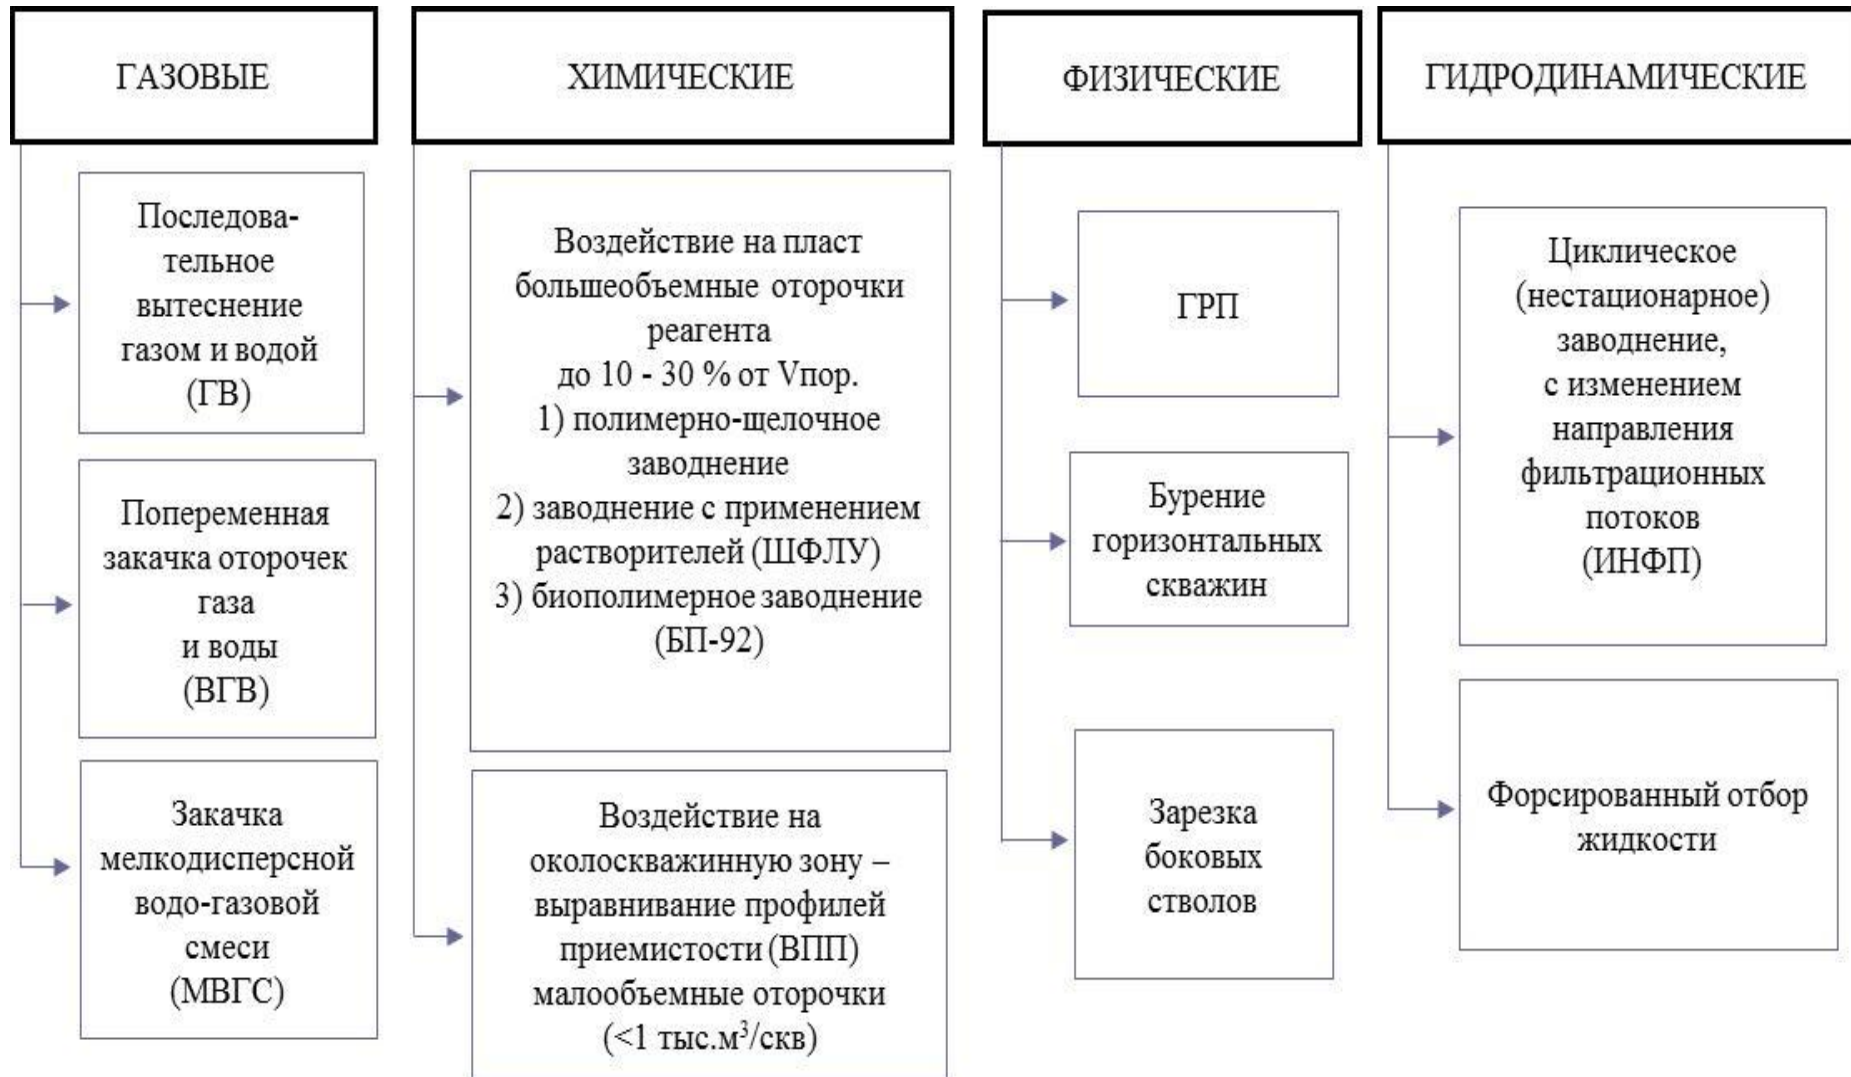 ГАЗОВЫЕ
Последова-
тельное
вытеснение
газом и водой
(ГВ)
Попеременная
закачка оторочек
газа
и воды
(ВГВ)
Закачка
мелкодисперсной
водо-газовой
смеси
(МВГС)
ХИМИЧЕСКИЕ
Воздействие на пласт
большеобъемные оторочки
реагента
до 10 - 30 % от Vпор.
1) полимерно-щелочное
заводнение
2) заводнение с применением
растворителей (ШФЛУ)
3) биополимерное заводнение
(БП-92)
Воздействие на
околоскважинную зону –
выравнивание профилей
приемистости (ВПП)
малообъемные оторочки
(<1 тыс.м³/скв)
ФИЗИЧЕСКИЕ
ГРП
Бурение
горизонтальных
скважин
Зарезка
боковых
стволов
ГИДРОДИНАМИЧЕСКИЕ
Циклическое
(нестационарное)
заводнение,
с изменением
направления
фильтрационных
потоков
(ИНФП)
Форсированный отбор
жидкости